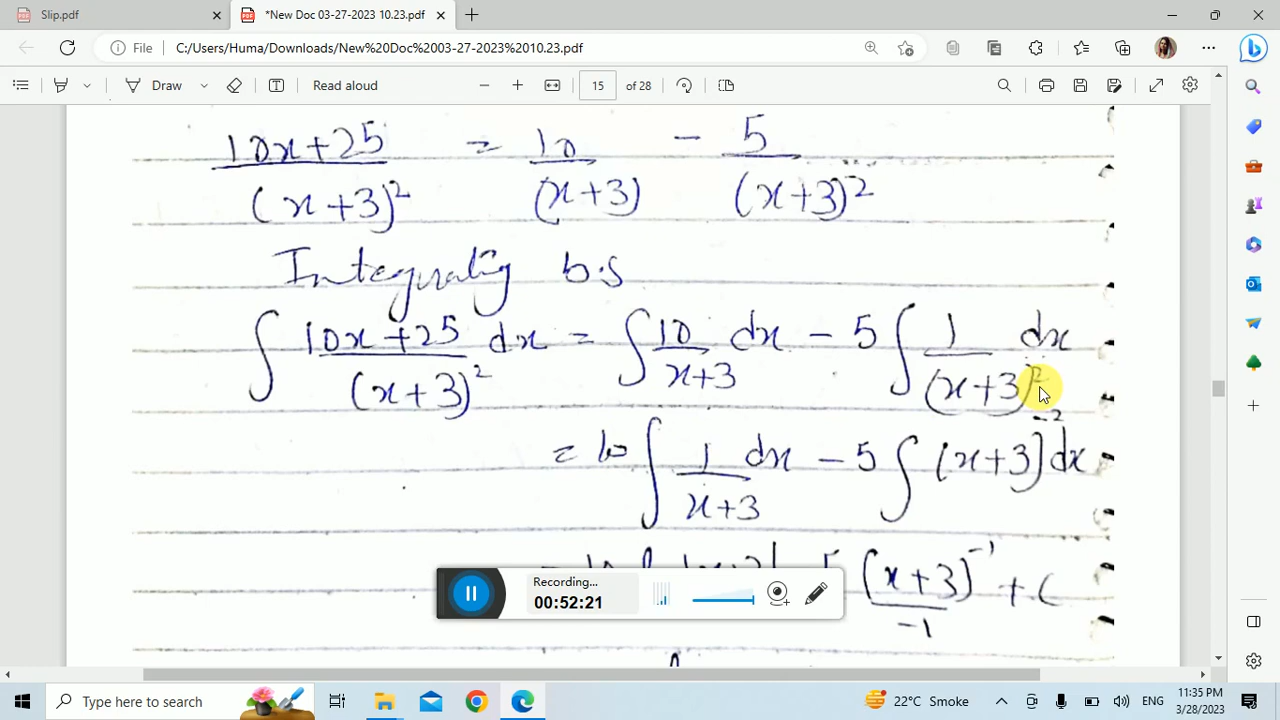 Slip.pdf
*New Doc 03-27-2023 10.23.pdf
File C:/Users/Huma/Downloads/New%20Doc%2003-27-2023%2010.23.pdf
Draw Read aloud 15 of 28
10x+25/(x+3)² = 10/(x+3) - 5/(x+3)²
Integrating b.s
∫ 10x+25/(x+3)² dx = ∫ 10/x+3 dx - 5 ∫ 1/(x+3)² dx
= 10 ∫ 1/x+3 dx - 5 ∫ (x+3)⁻² dx
(x+3)⁻¹/-1 + C
Recording...
00:52:21
Type here to search
22°C Smoke
ENG
11:35 PM
3/28/2023